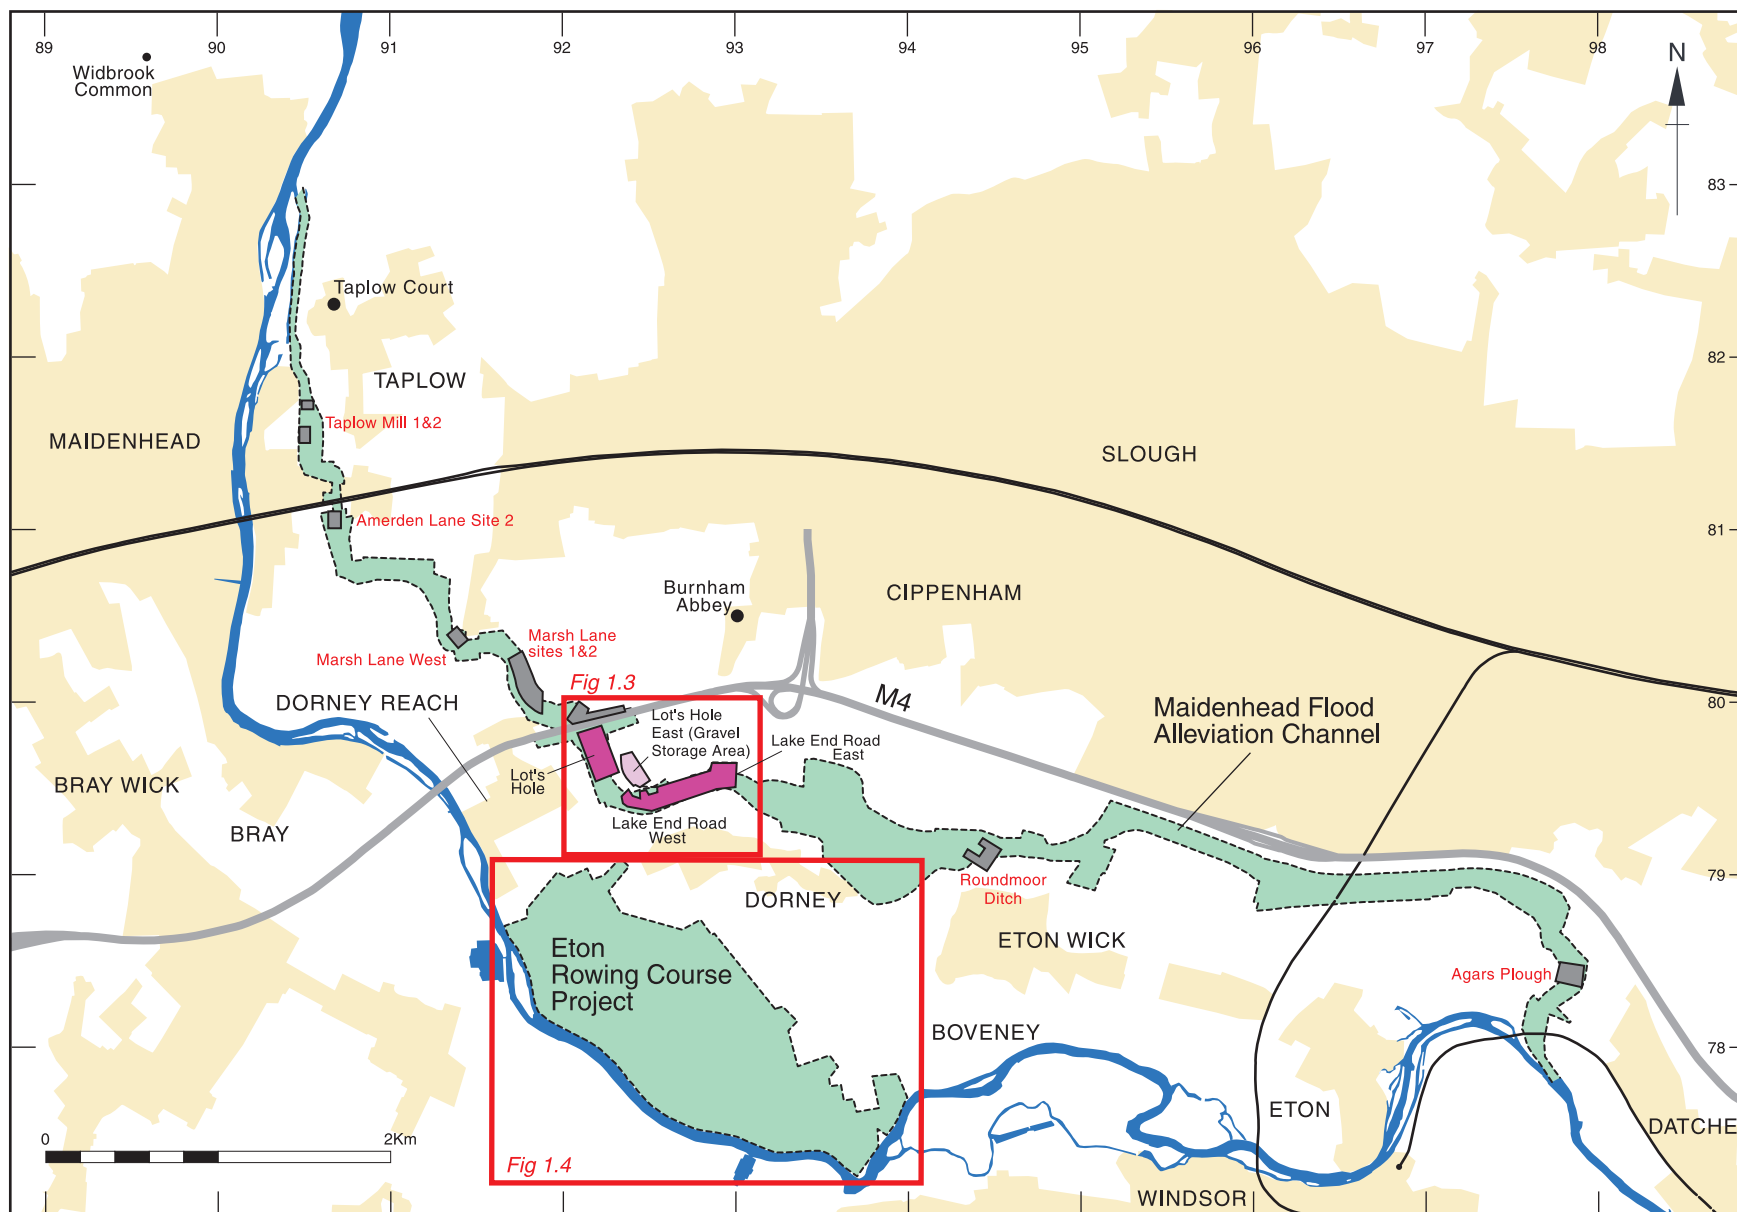 89 90 91 92 93 94 95 96 97 98
Widbrook
Common
N
83
Taplow Court
82
TAPLOW
Taplow Mill 1&2
MAIDENHEAD
SLOUGH
Amerden Lane Site 2
81
Burnham
Abbey
CIPPENHAM
Marsh Lane
sites 1&2
Marsh Lane West
Fig 1.3
DORNEY REACH
M4
80
Maidenhead Flood
Alleviation Channel
Lot's Hole
East (Gravel
Storage Area)
Lake End Road
East
Lot's
Hole
BRAY WICK
Lake End Road
West
BRAY
79
Roundmoor
Ditch
DORNEY
ETON WICK
Eton
Rowing Course
Project
Agars Plough
BOVENEY
78
ETON
DATCHE
0 2Km
Fig 1.4
WINDSOR